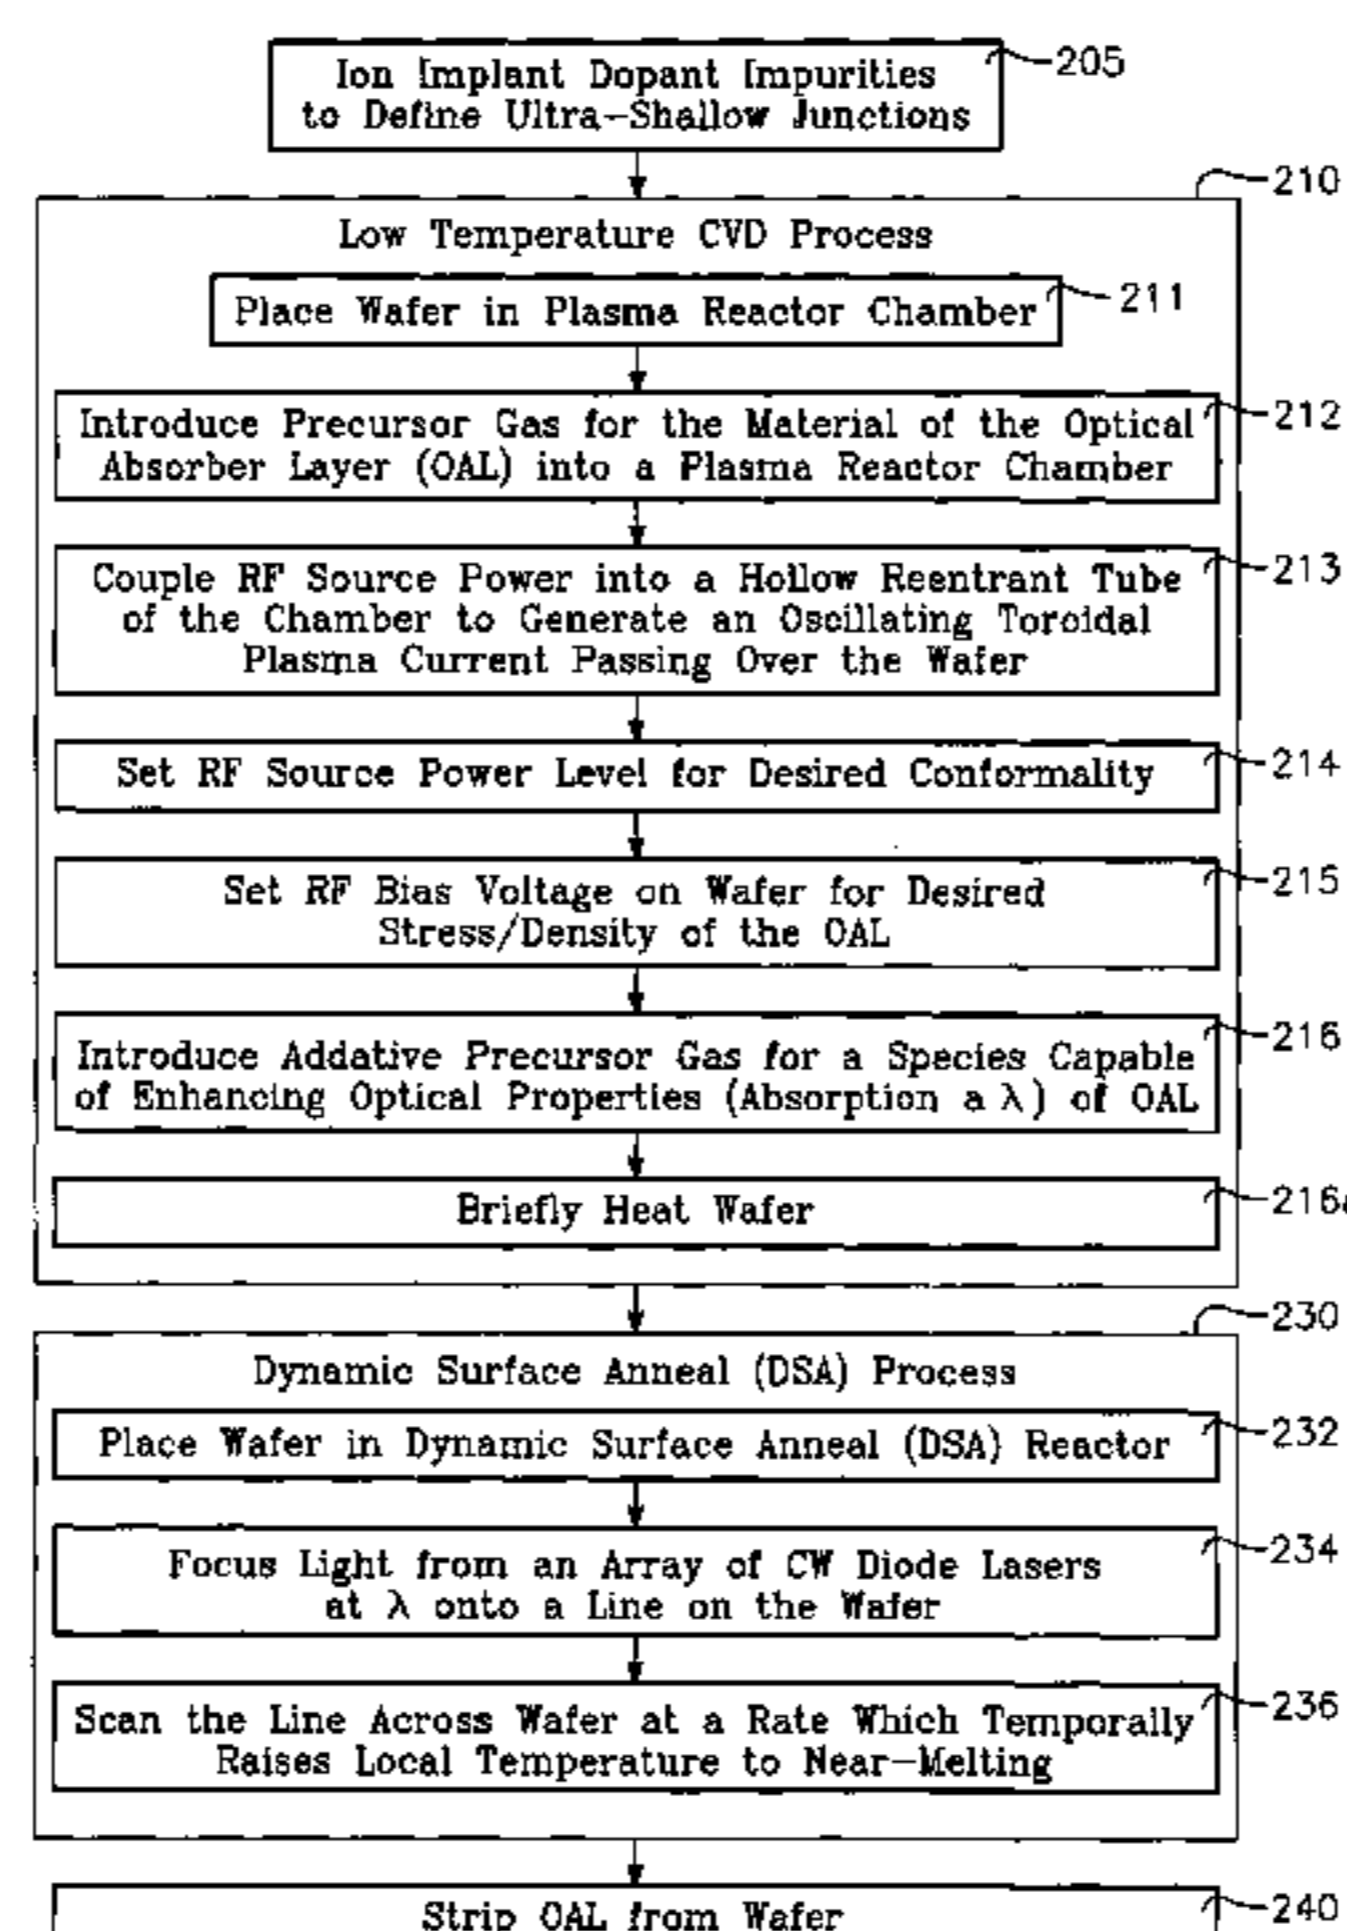 Ion Implant Dopant Impurities
to Define Ultra-Shallow Junctions
205
210
Low Temperature CVD Process
Place Wafer in Plasma Reactor Chamber
211
Introduce Precursor Gas for the Material of the Optical
Absorber Layer (OAL) into a Plasma Reactor Chamber
212
Couple RF Source Power into a Hollow Reentrant Tube
of the Chamber to Generate an Oscillating Toroidal
Plasma Current Passing Over the Wafer
213
Set RF Source Power Level for Desired Conformality
214
Set RF Bias Voltage on Wafer for Desired
Stress/Density of the OAL
215
Introduce Addative Precursor Gas for a Species Capable
of Enhancing Optical Properties (Absorption a λ) of OAL
216
Briefly Heat Wafer
216a
230
Dynamic Surface Anneal (DSA) Process
Place Wafer in Dynamic Surface Anneal (DSA) Reactor
232
Focus Light from an Array of CW Diode Lasers
at λ onto a Line on the Wafer
234
Scan the Line Across Wafer at a Rate Which Temporally
Raises Local Temperature to Near-Melting
236
Strip OAL from Wafer
240